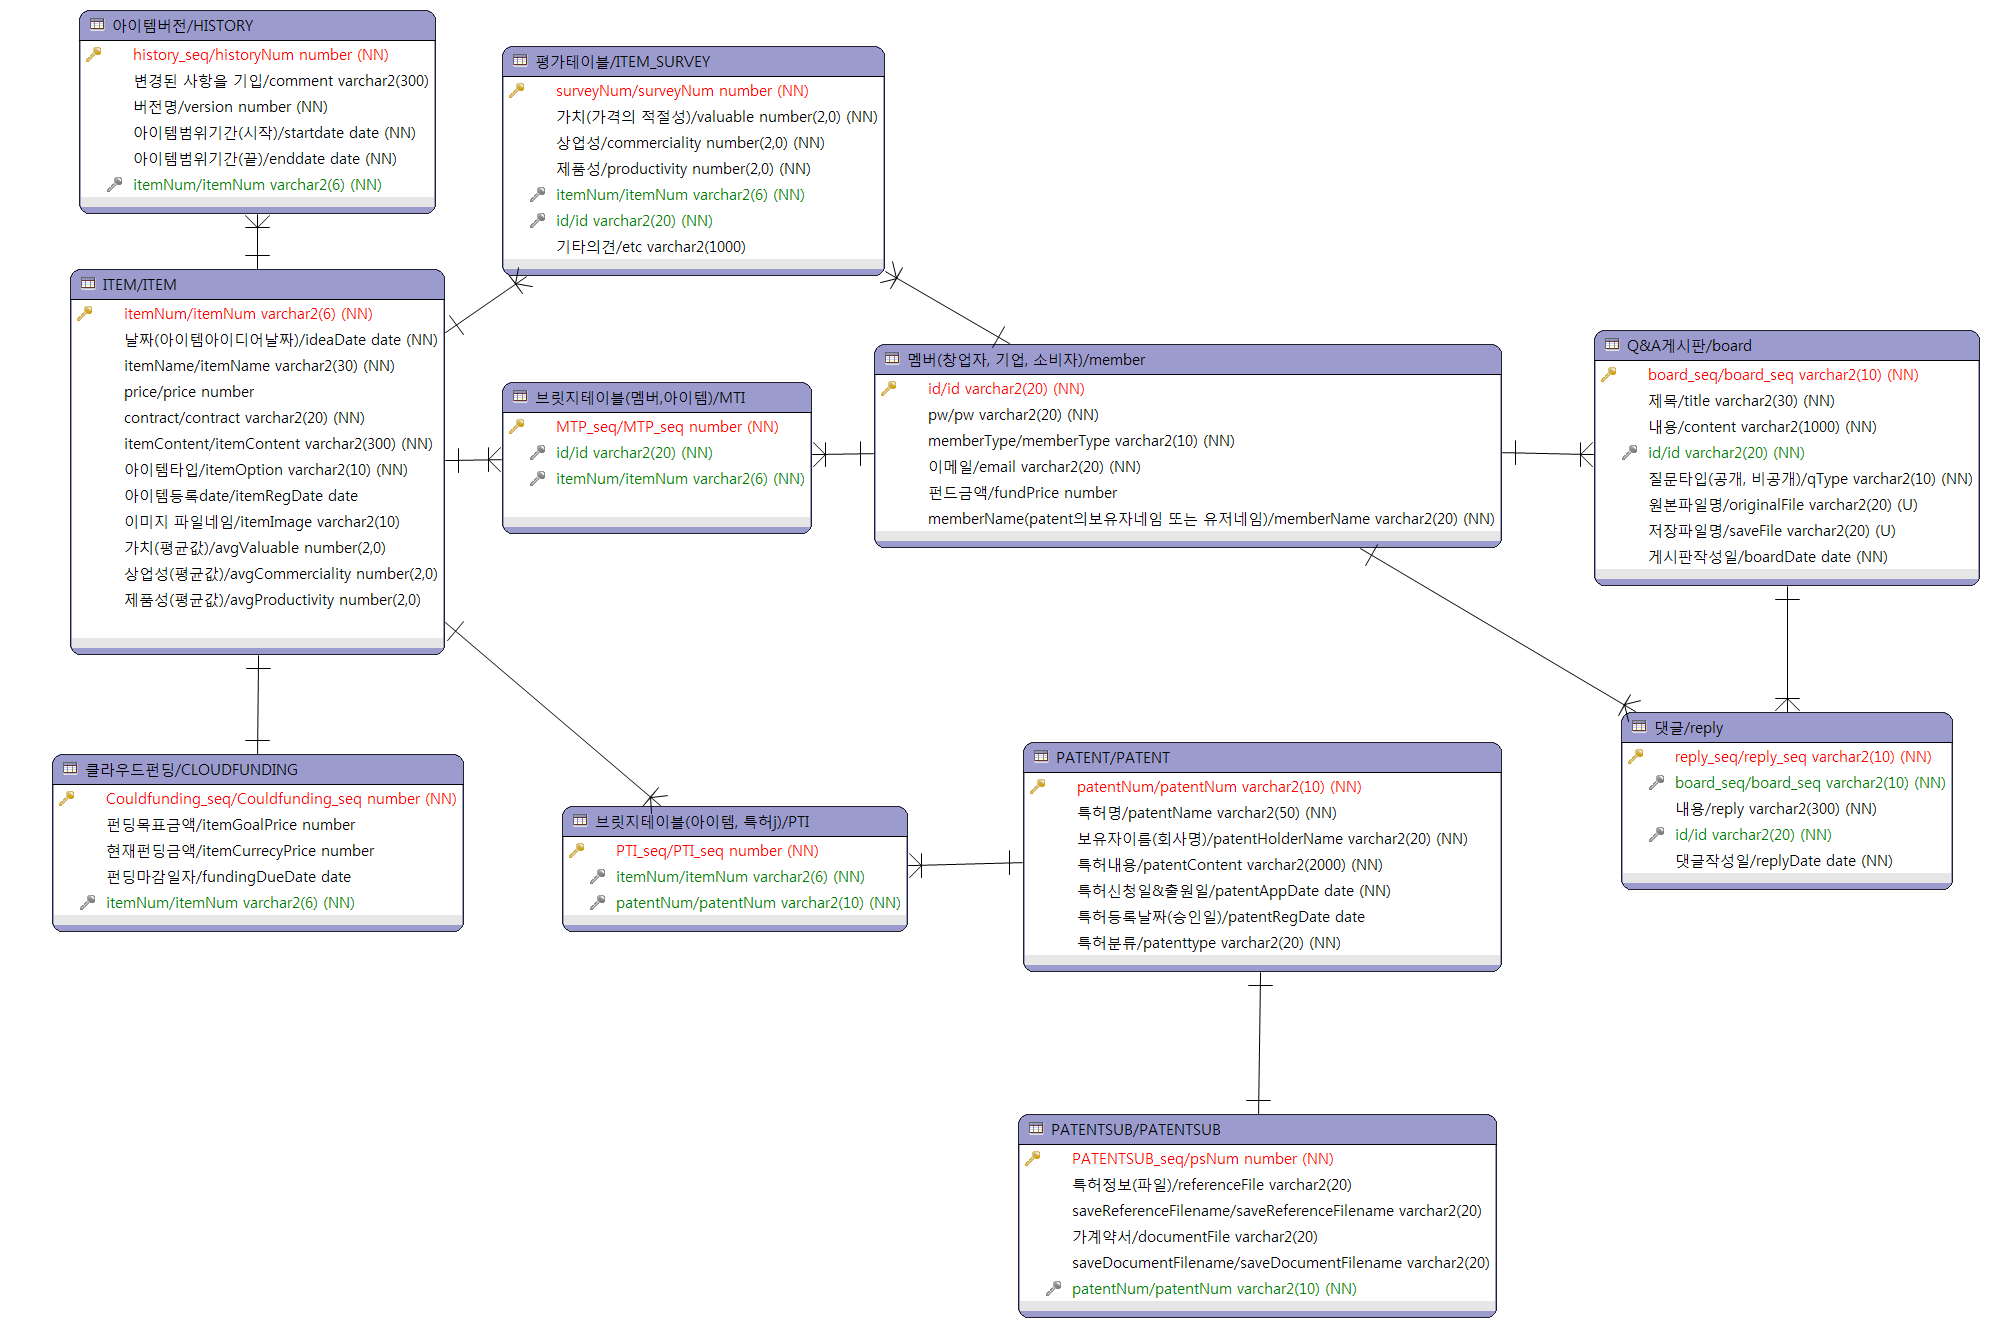 아이템버전/HISTORY
history_seq/historyNum number (NN)
변경된 사항을 기입/comment varchar2(300)
버전명/version number (NN)
아이템범위기간(시작)/startdate date (NN)
아이템범위기간(끝)/enddate date (NN)
itemNum/itemNum varchar2(6) (NN)
평가테이블/ITEM_SURVEY
surveyNum/surveyNum number (NN)
가치(가격의 적절성)/valuable number(2,0) (NN)
상업성/commerciality number(2,0) (NN)
제품성/productivity number(2,0) (NN)
itemNum/itemNum varchar2(6) (NN)
id/id varchar2(20) (NN)
기타의견/etc varchar2(1000)
ITEM/ITEM
itemNum/itemNum varchar2(6) (NN)
날짜(아이템아이디어날짜)/ideaDate date (NN)
itemName/itemName varchar2(30) (NN)
price/price number
contract/contract varchar2(20) (NN)
itemContent/itemContent varchar2(300) (NN)
아이템타입/itemOption varchar2(10) (NN)
아이템등록date/itemRegDate date
이미지 파일네임/itemImage varchar2(10)
가치(평균값)/avgValuable number(2,0)
상업성(평균값)/avgCommerciality number(2,0)
제품성(평균값)/avgProductivity number(2,0)
브릿지테이블(멤버,아이템)/MTI
MTP_seq/MTP_seq number (NN)
id/id varchar2(20) (NN)
itemNum/itemNum varchar2(6) (NN)
멤버(창업자, 기업, 소비자)/member
id/id varchar2(20) (NN)
pw/pw varchar2(20) (NN)
memberType/memberType varchar2(10) (NN)
이메일/email varchar2(20) (NN)
펀드금액/fundPrice number
memberName(patent의보유자네임 또는 유저네임)/memberName varchar2(20) (NN)
Q&A게시판/board
board_seq/board_seq varchar2(10) (NN)
제목/title varchar2(30) (NN)
내용/content varchar2(1000) (NN)
id/id varchar2(20) (NN)
질문타입(공개, 비공개)/qType varchar2(10) (NN)
원본파일명/originalFile varchar2(20) (U)
저장파일명/saveFile varchar2(20) (U)
게시판작성일/boardDate date (NN)
댓글/reply
reply_seq/reply_seq varchar2(10) (NN)
board_seq/board_seq varchar2(10) (NN)
내용/reply varchar2(300) (NN)
id/id varchar2(20) (NN)
댓글작성일/replyDate date (NN)
클라우드펀딩/CLOUDFUNDING
Couldfunding_seq/Couldfunding_seq number (NN)
펀딩목표금액/itemGoalPrice number
현재펀딩금액/itemCurrecyPrice number
펀딩마감일자/fundingDueDate date
itemNum/itemNum varchar2(6) (NN)
브릿지테이블(아이템, 특허j)/PTI
PTI_seq/PTI_seq number (NN)
itemNum/itemNum varchar2(6) (NN)
patentNum/patentNum varchar2(10) (NN)
PATENT/PATENT
patentNum/patentNum varchar2(10) (NN)
특허명/patentName varchar2(50) (NN)
보유자이름(회사명)/patentHolderName varchar2(20) (NN)
특허내용/patentContent varchar2(2000) (NN)
특허신청일&출원일/patentAppDate date (NN)
특허등록날짜(승인일)/patentRegDate date
특허분류/patenttype varchar2(20) (NN)
PATENTSUB/PATENTSUB
PATENTSUB_seq/psNum number (NN)
특허정보(파일)/referenceFile varchar2(20)
saveReferenceFilename/saveReferenceFilename varchar2(20)
가계약서/documentFile varchar2(20)
saveDocumentFilename/saveDocumentFilename varchar2(20)
patentNum/patentNum varchar2(10) (NN)